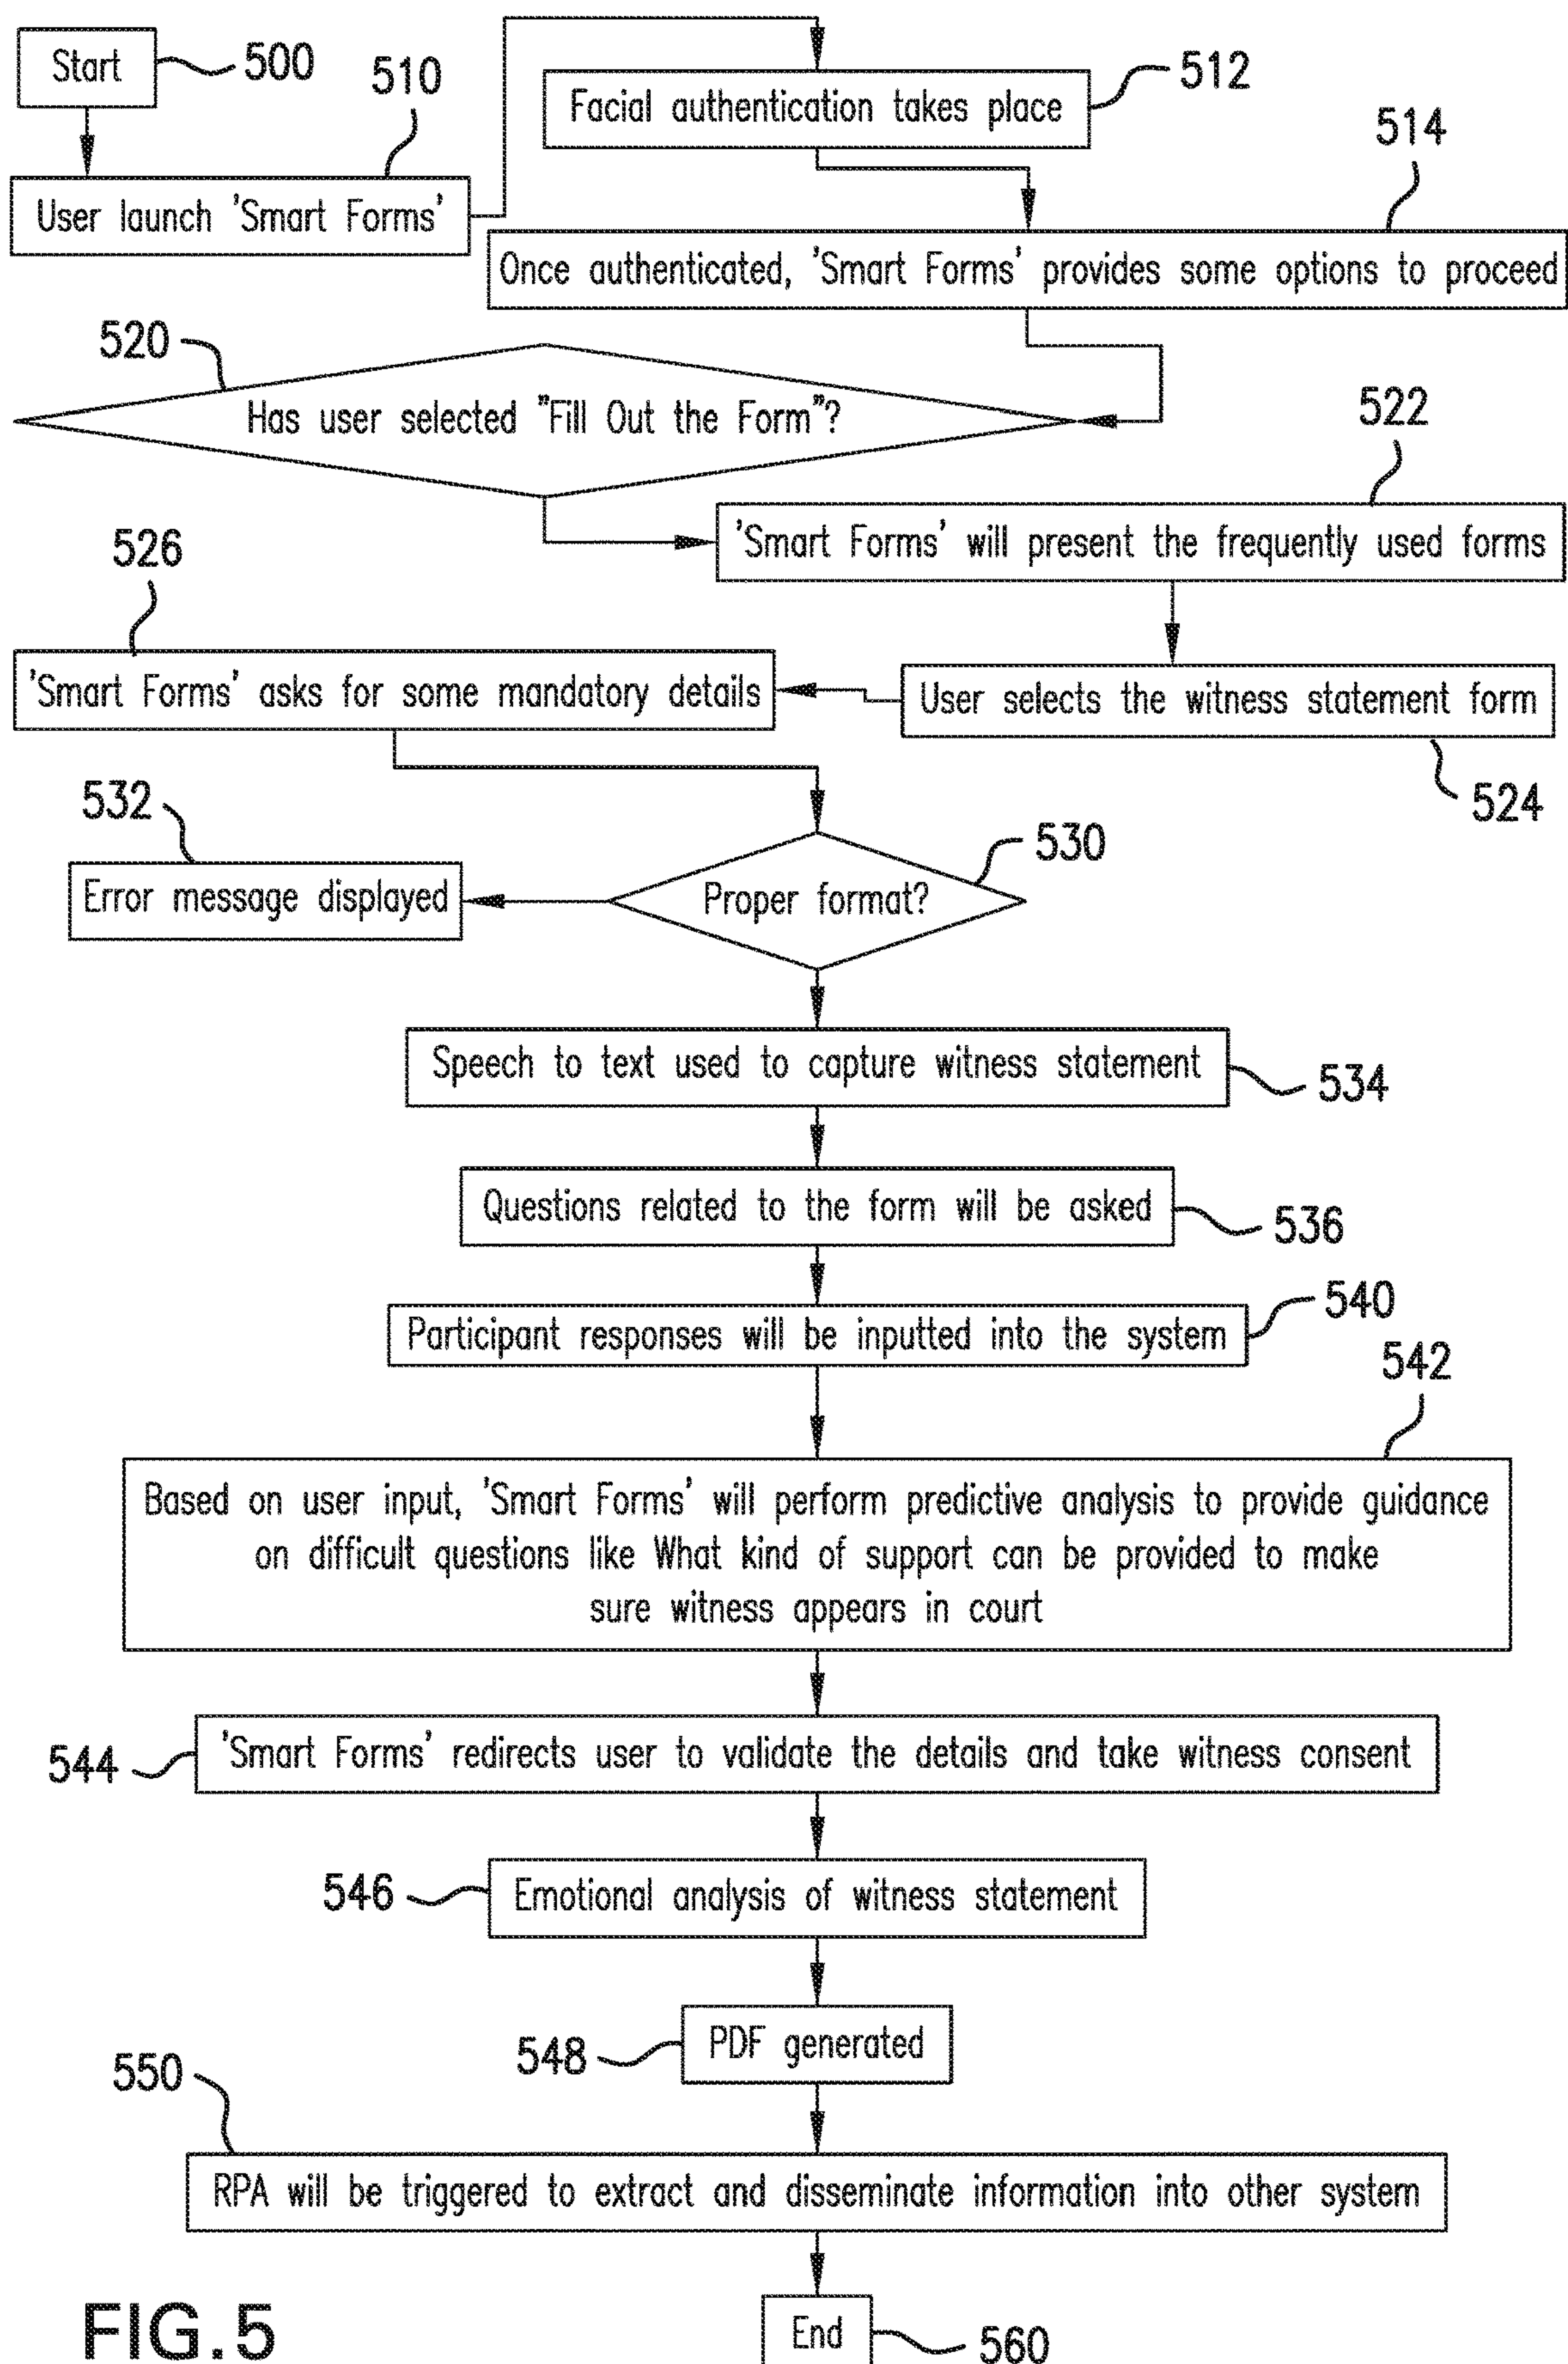 Start
500
510
User launch 'Smart Forms'
Facial authentication takes place
512
514
Once authenticated, 'Smart Forms' provides some options to proceed
520
Has user selected "Fill Out the Form"?
522
'Smart Forms' will present the frequently used forms
526
'Smart Forms' asks for some mandatory details
User selects the witness statement form
524
532
Error message displayed
530
Proper format?
Speech to text used to capture witness statement
534
Questions related to the form will be asked
536
Participant responses will be inputted into the system
540
542
Based on user input, 'Smart Forms' will perform predictive analysis to provide guidance
on difficult questions like What kind of support can be provided to make
sure witness appears in court
544
'Smart Forms' redirects user to validate the details and take witness consent
546
Emotional analysis of witness statement
548
PDF generated
550
RPA will be triggered to extract and disseminate information into other system
End
560
FIG.5